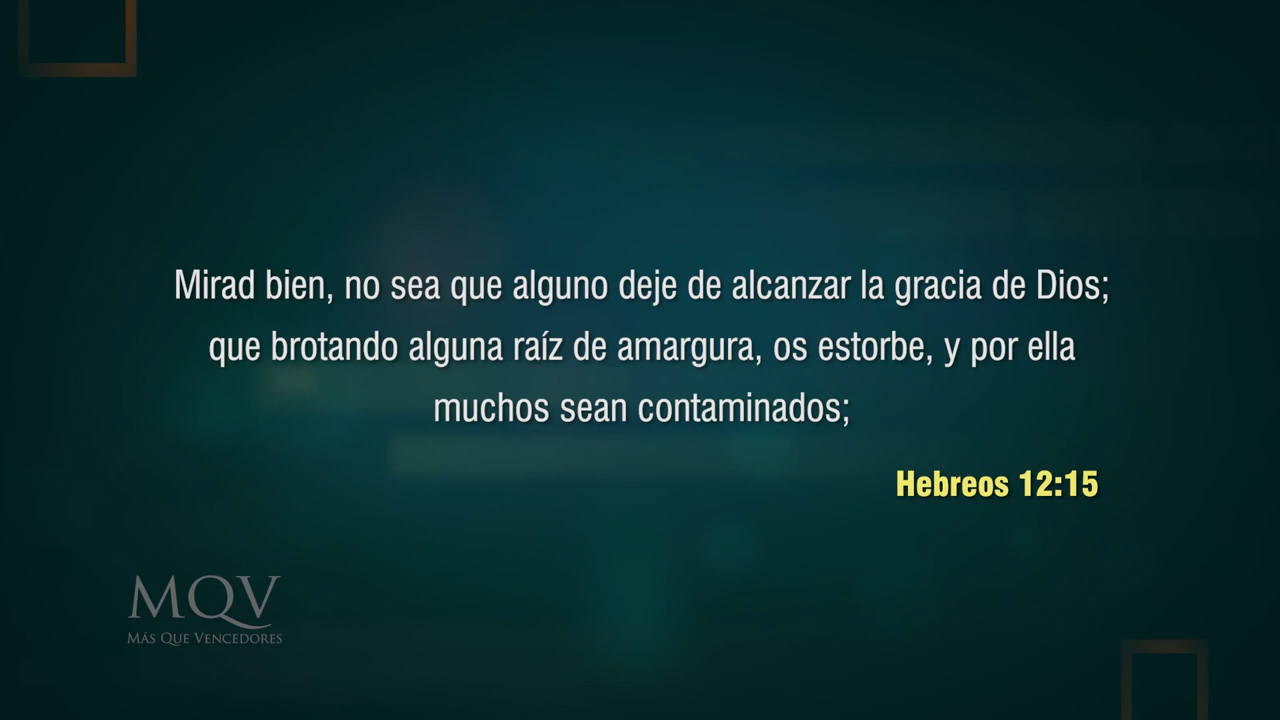 Mirad bien, no sea que alguno deje de alcanzar la gracia de Dios;
que brotando alguna raíz de amargura, os estorbe, y por ella
muchos sean contaminados;
Hebreos 12:15
MQV
MÁS QUE VENCEDORES